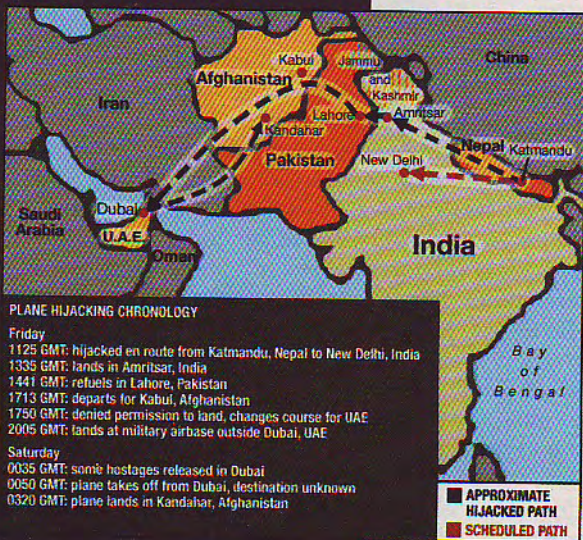 China
Kabul
Jammu
and
Kashmir
Afghanistan
Iran
Lahore
Amritsar
Kandahar
Nepal
Katmandu
New Delhi
Pakistan
Dubai
Saudi
Arabia
U.A.E.
Oman
India
Bay
of
Bengal
PLANE HIJACKING CHRONOLOGY
Friday
1125 GMT: hijacked en route from Katmandu, Nepal to New Delhi, India
1335 GMT: lands in Amritsar, India
1441 GMT: refuels in Lahore, Pakistan
1713 GMT: departs for Kabul, Afghanistan
1750 GMT: denied permission to land, changes course for UAE
2005 GMT: lands at military airbase outside Dubai, UAE
Saturday
0035 GMT: some hostages released in Dubai
0050 GMT: plane takes off from Dubai, destination unknown
0320 GMT: plane lands in Kandahar, Afghanistan
APPROXIMATE
HIJACKED PATH
SCHEDULED PATH